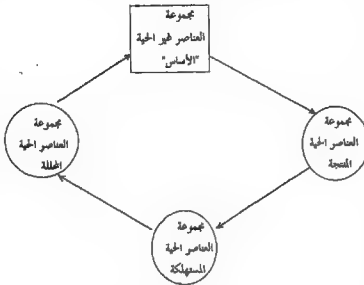 مجموعة
العناصر غير الحية
"الأساس"
مجموعة
العناصر الحية
المنتجة
مجموعة
العناصر الحية
المستهلكة
مجموعة
العناصر الحية
المحللة